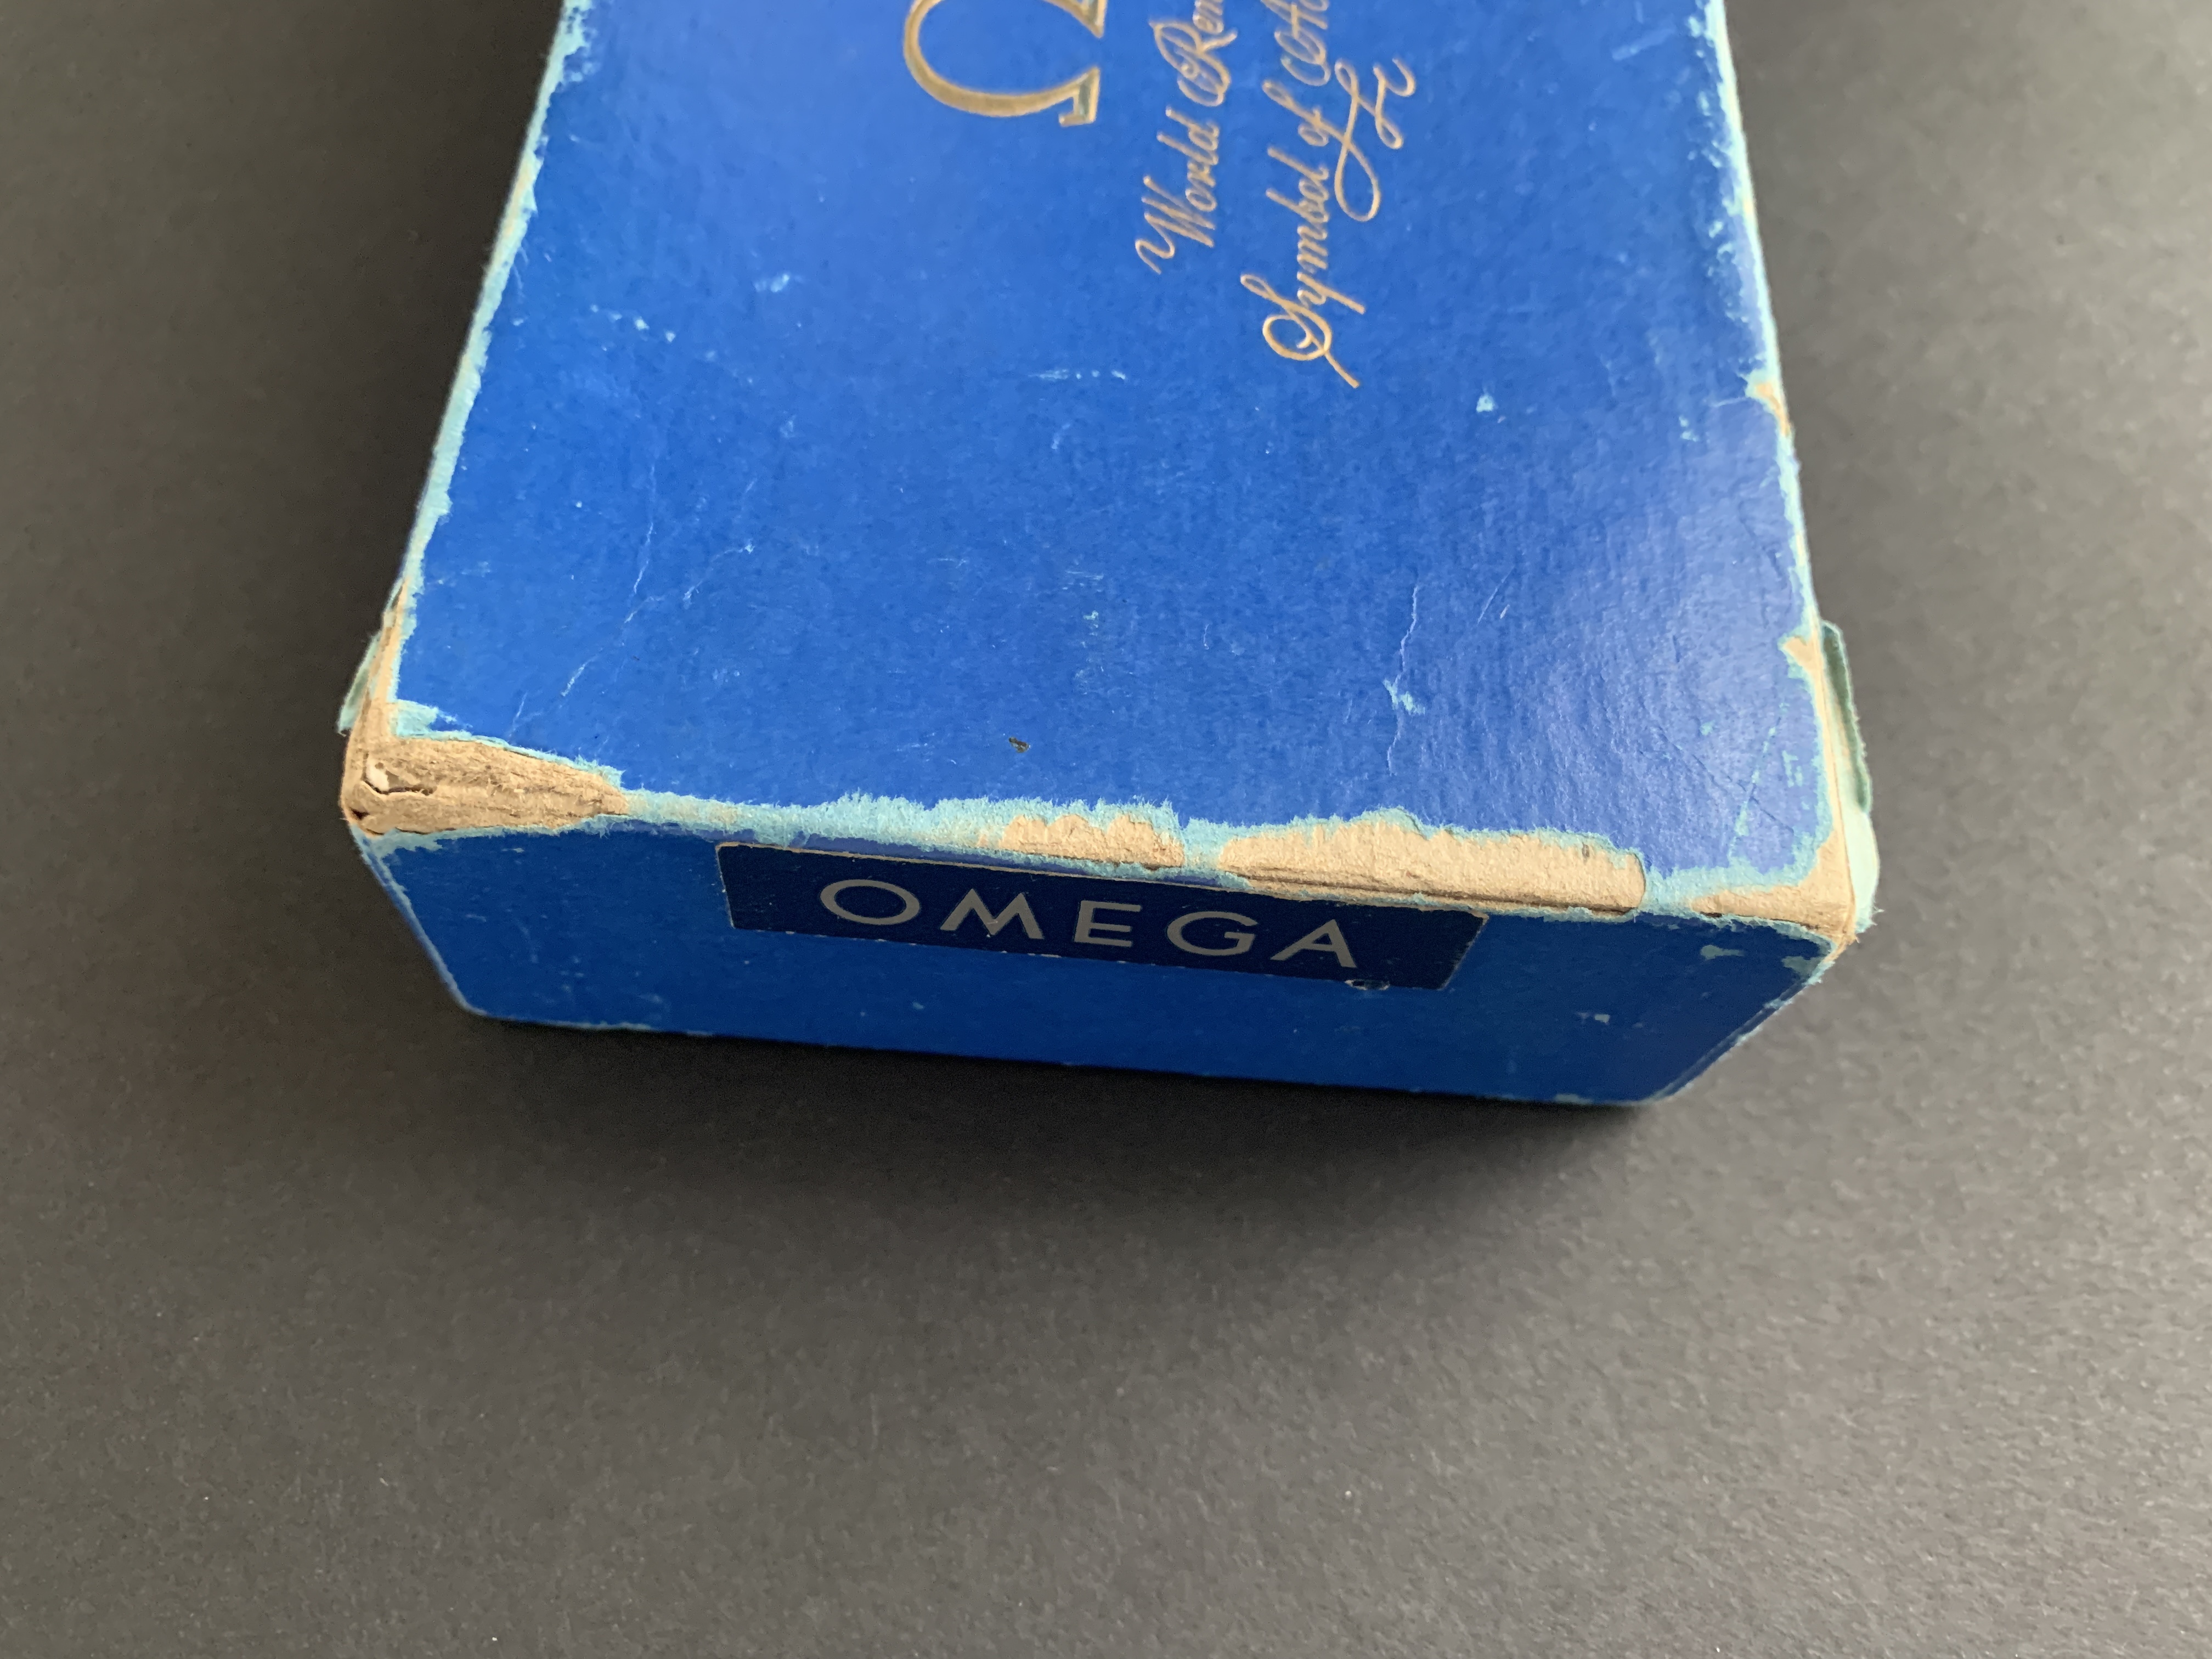 Ω
World
Symbol of
OMEGA